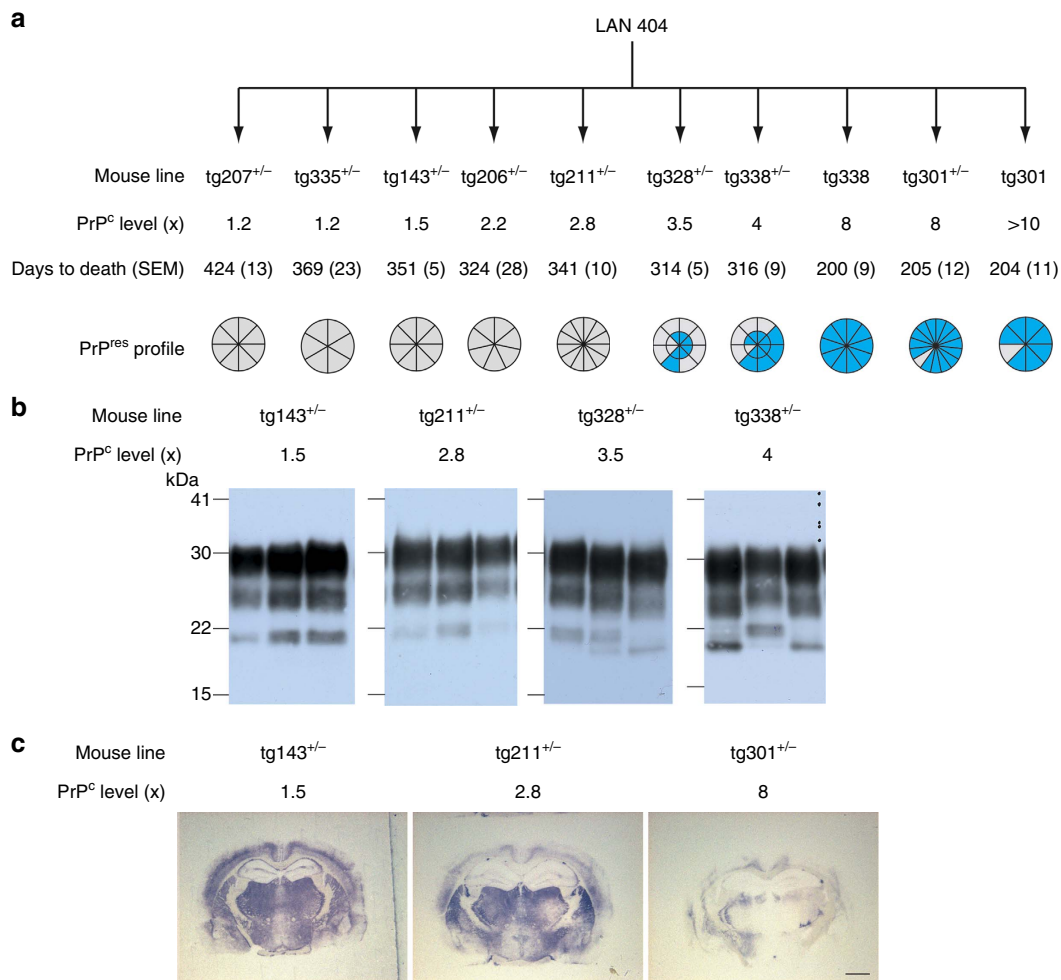 a
LAN 404
Mouse line tg207+/– tg335+/– tg143+/– tg206+/– tg211+/– tg328+/– tg338+/– tg338 tg301+/– tg301
PrPc level (x) 1.2 1.2 1.5 2.2 2.8 3.5 4 8 8 >10
Days to death (SEM) 424 (13) 369 (23) 351 (5) 324 (28) 341 (10) 314 (5) 316 (9) 200 (9) 205 (12) 204 (11)
PrPres profile
b
Mouse line tg143+/– tg211+/– tg328+/– tg338+/–
PrPc level (x) 1.5 2.8 3.5 4
kDa
41
30
22
15
c
Mouse line tg143+/– tg211+/– tg301+/–
PrPc level (x) 1.5 2.8 8